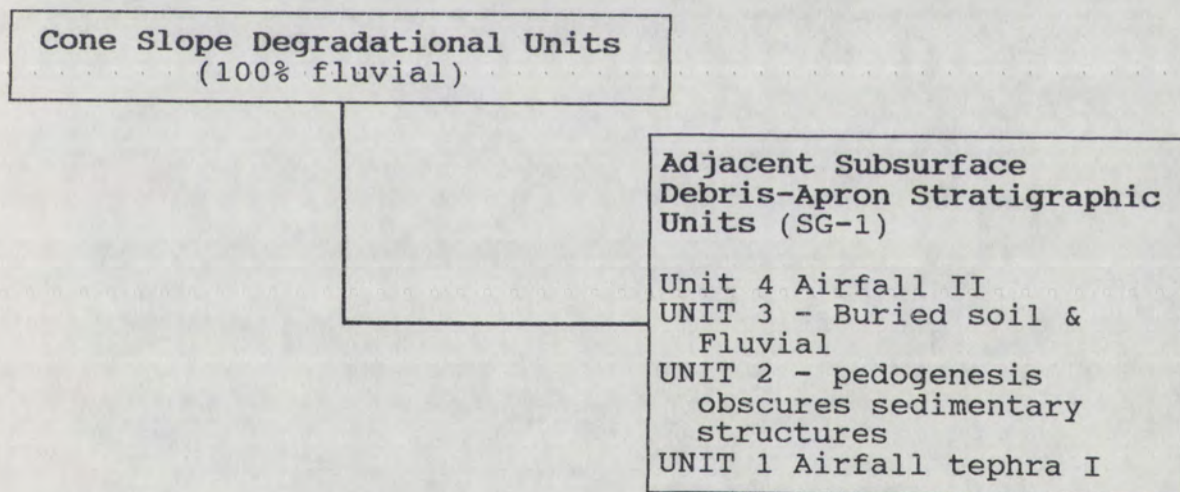 Cone Slope Degradational Units
(100% fluvial)
Adjacent Subsurface
Debris-Apron Stratigraphic
Units (SG-1)
Unit 4 Airfall II
UNIT 3 - Buried soil &
Fluvial
UNIT 2 - pedogenesis
obscures sedimentary
structures
UNIT 1 Airfall tephra I